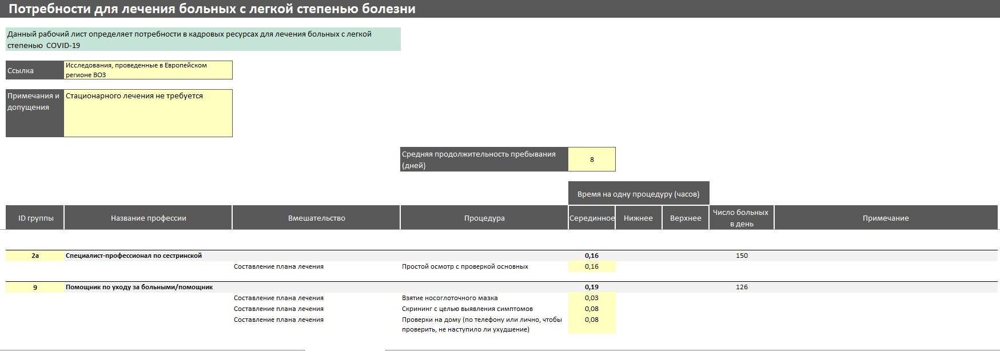 Потребности для лечения больных с легкой степенью болезни
Данный рабочий лист определяет потребности в кадровых ресурсах для лечения больных с легкой
степенью COVID-19
Ссылка
Исследования, проведенные в Европейском
регионе ВОЗ
Примечания и
допущения
Стационарного лечения не требуется
Средняя продолжительность пребывания
(дней)
8
Время на одну процедуру (часов)
ID группы
Название профессии
Вмешательство
Процедура
Серединное
Нижнее
Верхнее
Число больных
в день
Примечание
2a Специалист-профессионал по сестринской 0,16 150
Составление плана лечения Простой осмотр с проверкой основных 0,16
9 Помощник по уходу за больными/помощник 0,19 126
Составление плана лечения Взятие носоглоточного мазка 0,03
Составление плана лечения Скрининг с целью выявления симптомов 0,08
Составление плана лечения Проверки на дому (по телефону или лично, чтобы 0,08
проверить, не наступило ли ухудшение)